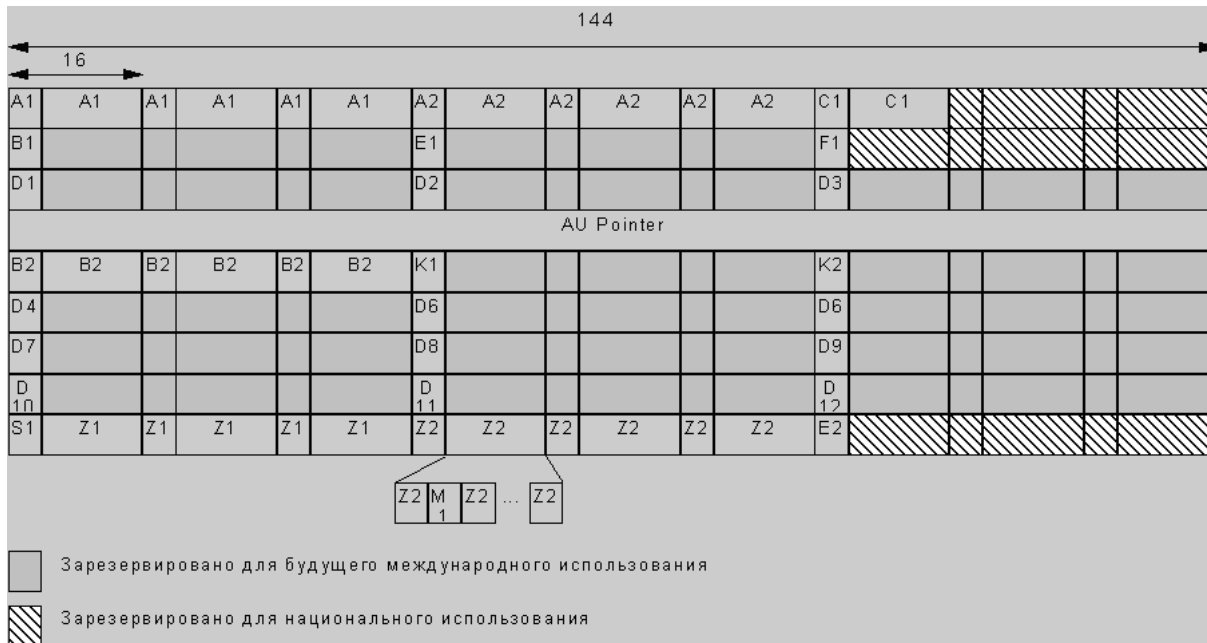 144
16
A1 A1 A1 A1 A1 A1 A2 A2 A2 A2 A2 A2 C1 C1
B1 E1 F1
D1 D2 D3
AU Pointer
B2 B2 B2 B2 B2 B2 K1 K2
D4 D6 D6
D7 D8 D9
D 10 D 11 D 12
S1 Z1 Z1 Z1 Z1 Z1 Z2 Z2 Z2 Z2 Z2 Z2 E2
Z2 M 1 Z2 ... Z2
Зарезервировано для будущего международного использования
Зарезервировано для национального использования